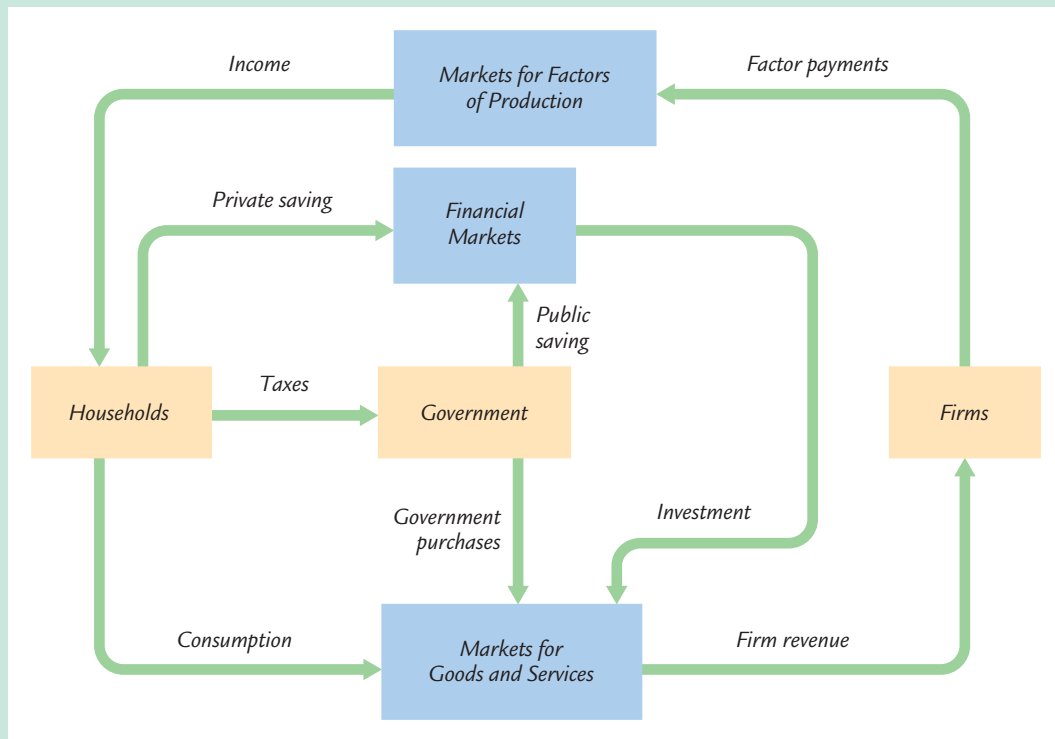 Income
Markets for Factors
of Production
Factor payments
Private saving
Financial
Markets
Public
saving
Households
Taxes
Government
Firms
Government
purchases
Investment
Consumption
Markets for
Goods and Services
Firm revenue